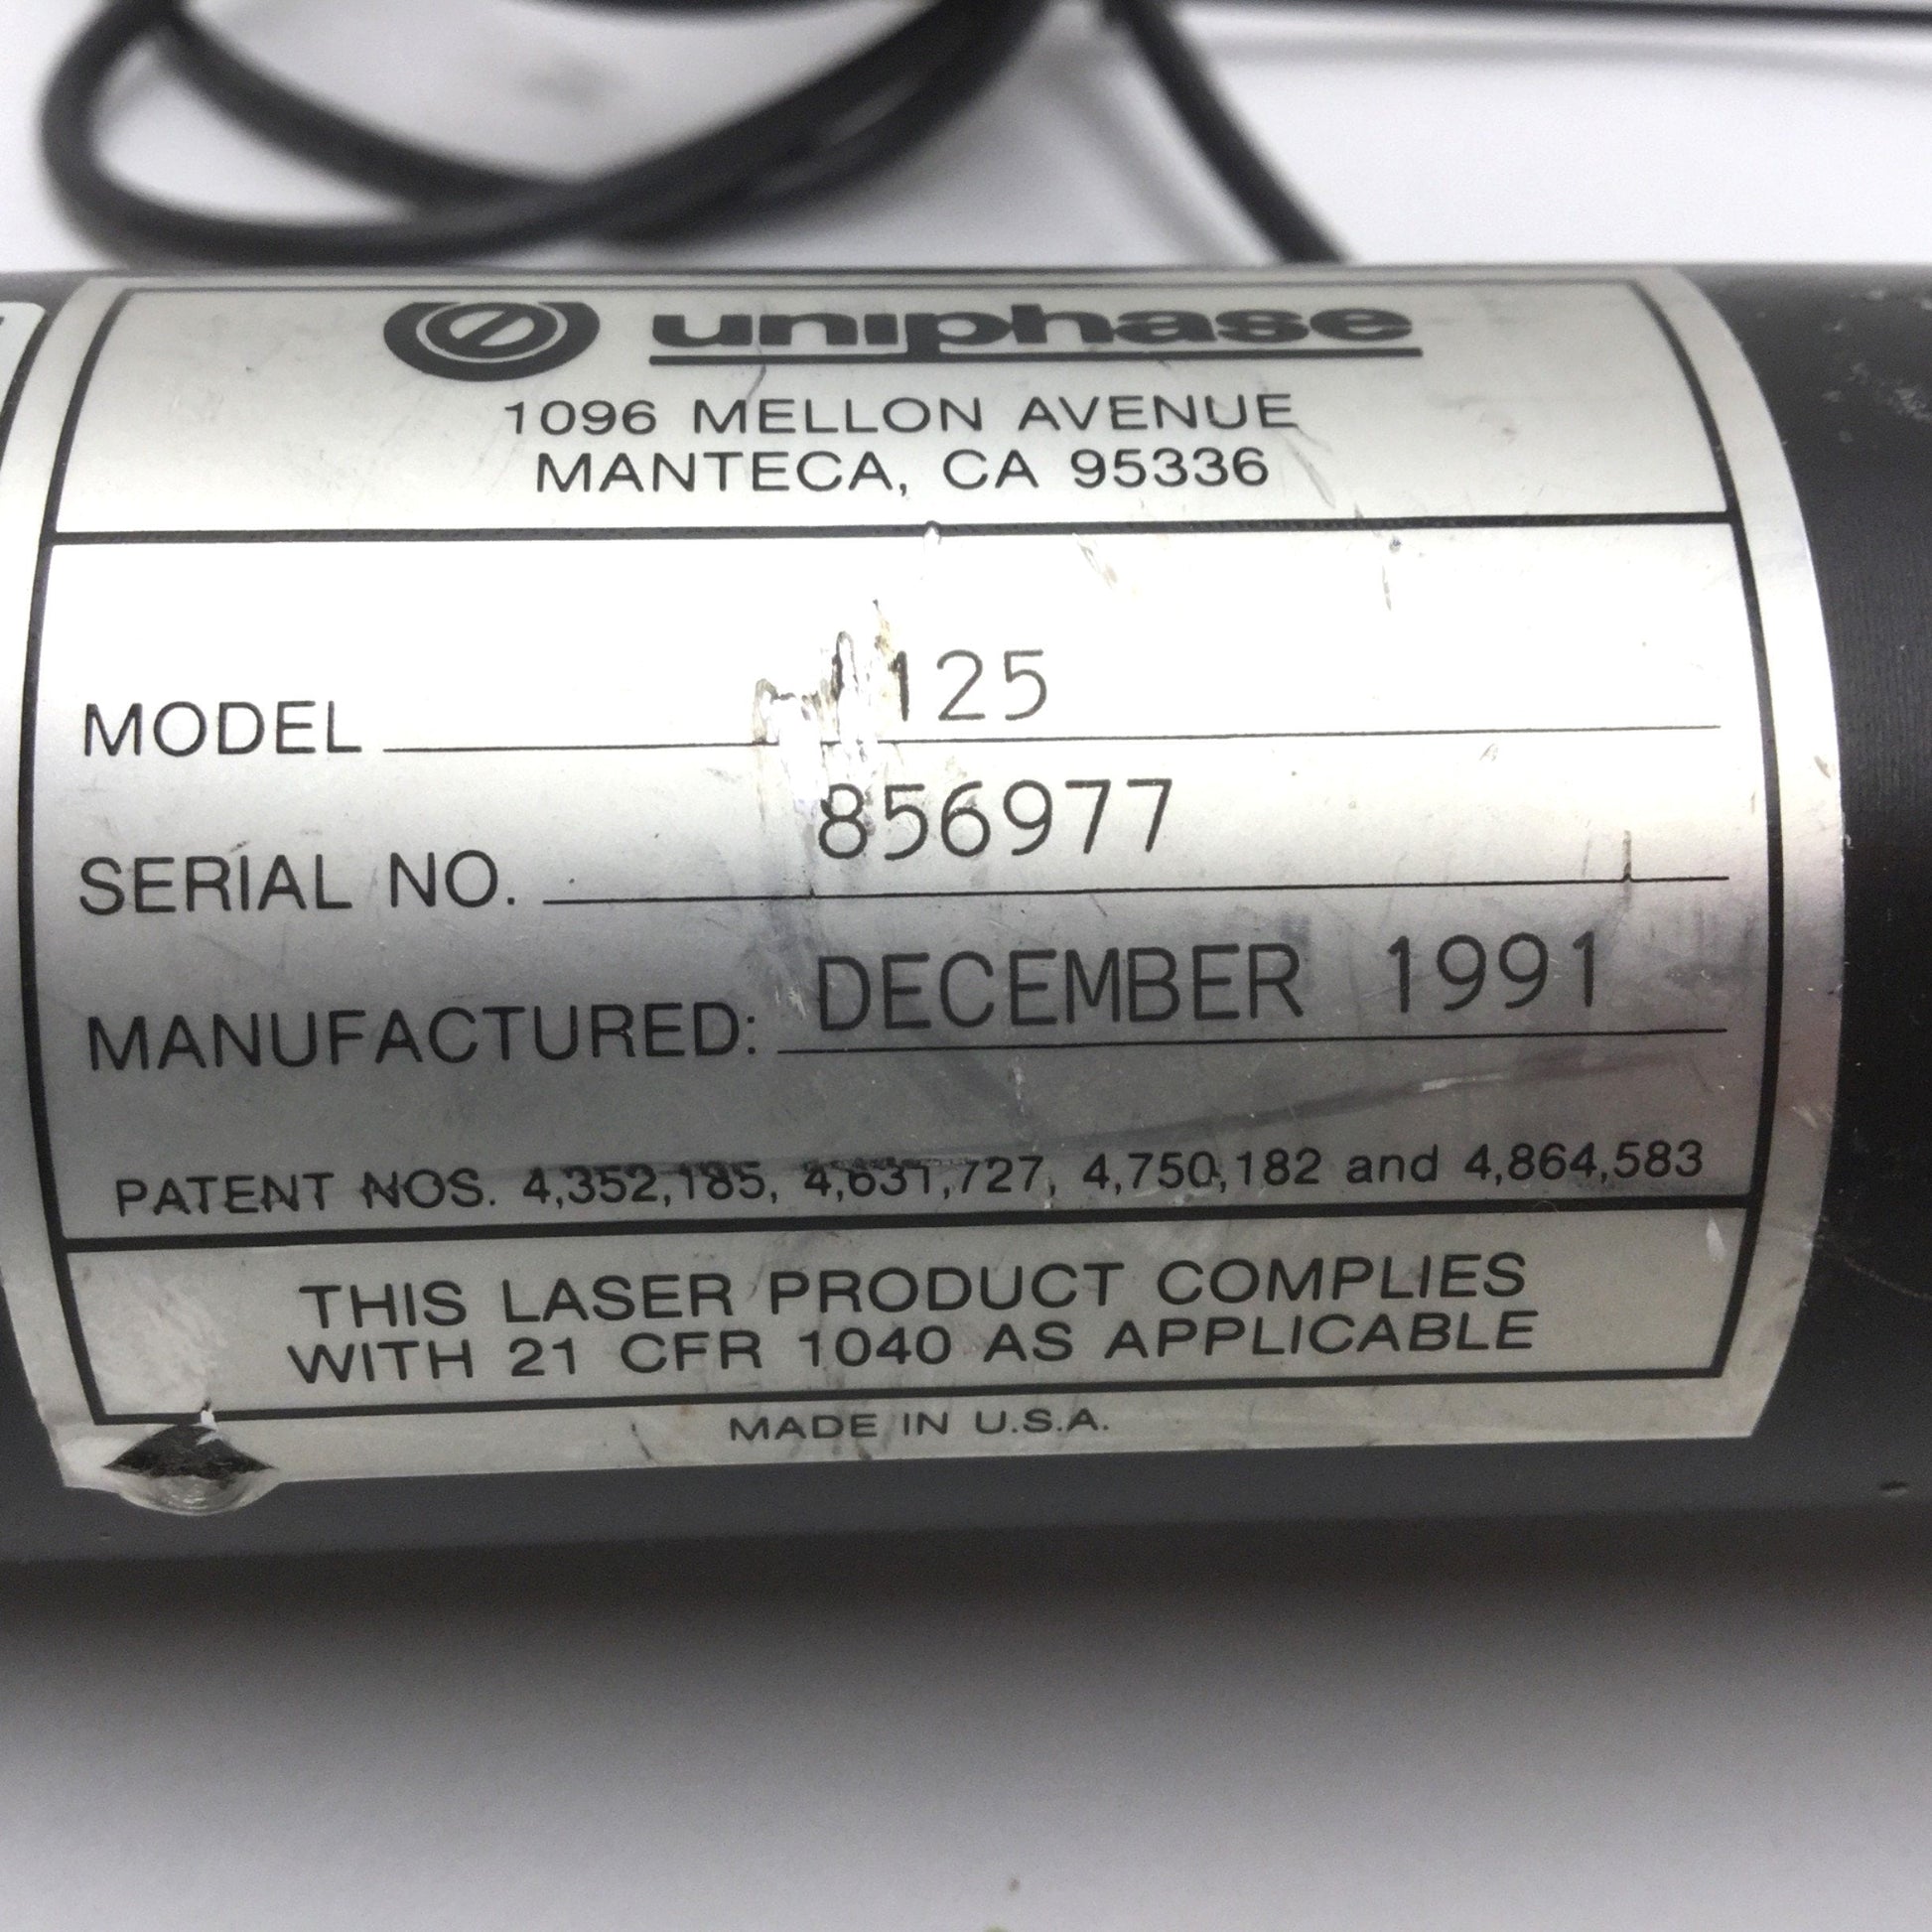 uniphase
1096 MELLON AVENUE
MANTECA, CA 95336
MODEL 125
SERIAL NO. 856977
MANUFACTURED: DECEMBER 1991
PATENT NOS. 4,352,185, 4,631,727, 4,750,182 and 4,864,583
THIS LASER PRODUCT COMPLIES
WITH 21 CFR 1040 AS APPLICABLE
MADE IN U.S.A.